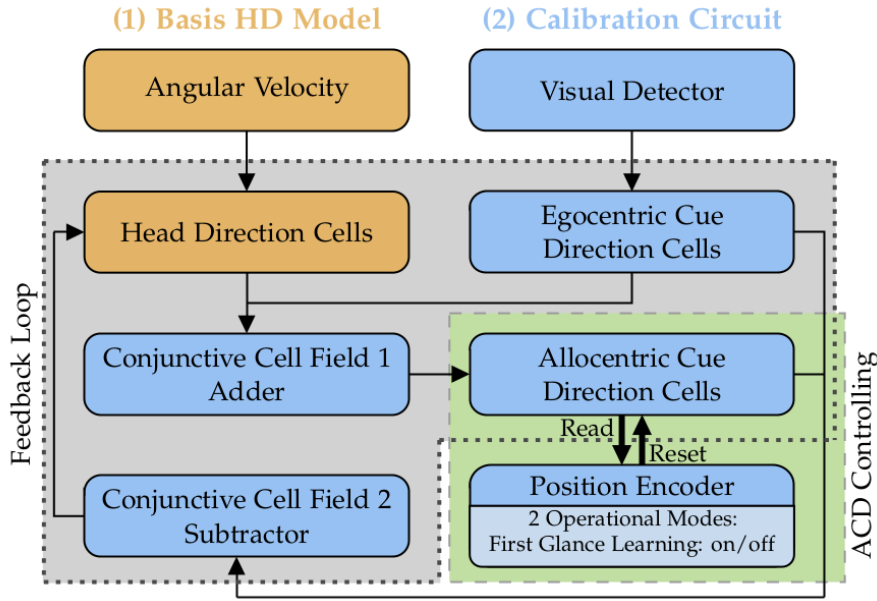 (1) Basis HD Model
(2) Calibration Circuit
Angular Velocity
Visual Detector
Head Direction Cells
Egocentric Cue
Direction Cells
Feedback Loop
Conjunctive Cell Field 1
Adder
Allocentric Cue
Direction Cells
ACD Controlling
Read
Reset
Conjunctive Cell Field 2
Subtractor
Position Encoder
2 Operational Modes:
First Glance Learning: on/off